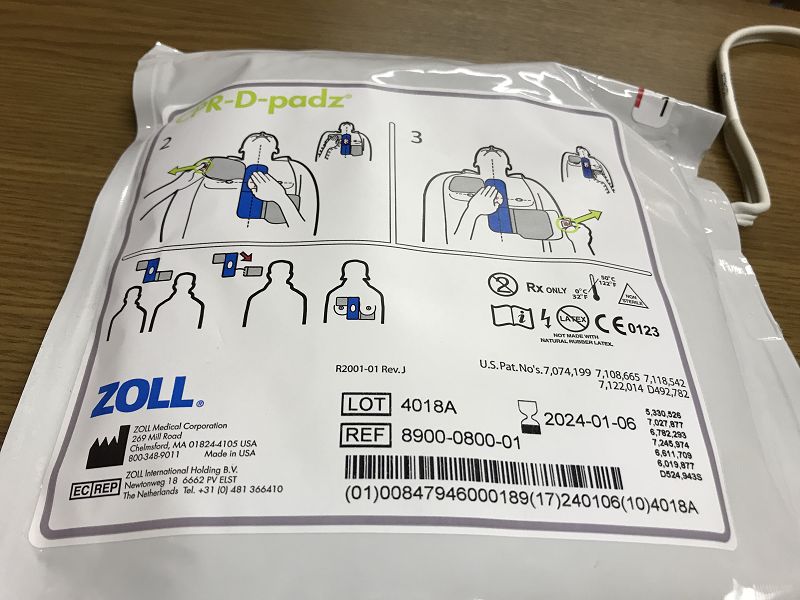 CPR-D-padz®
1
2
3
2
Rx ONLY
0°C
32°F
50°C
122°F
NON
STERILE
i
LATEX
NOT MADE WITH
NATURAL RUBBER LATEX.
CE 0123
R2001-01 Rev.J
U.S.Pat.No's.7,074,199 7,108,665 7,118,542
7,122,014 D492,782
5,330,526
7,027,877
6,782,293
7,245,974
6,611,709
6,019,877
D524,943S
ZOLL®
ZOLL Medical Corporation
269 Mill Road
Chelmsford, MA 01824-4105 USA
800-348-9011 Made in USA
EC REP
ZOLL International Holding B.V.
Newtonweg 18 6662 PV ELST
The Netherlands Tel. +31 (0) 481 366410
LOT 4018A
2024-01-06
REF 8900-0800-01
(01)00847946000189(17)240106(10)4018A